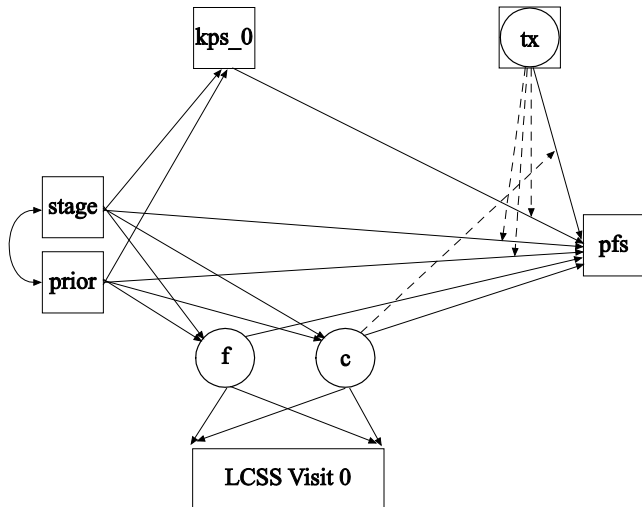 kps_0
tx
stage
pfs
prior
f
c
LCSS Visit 0